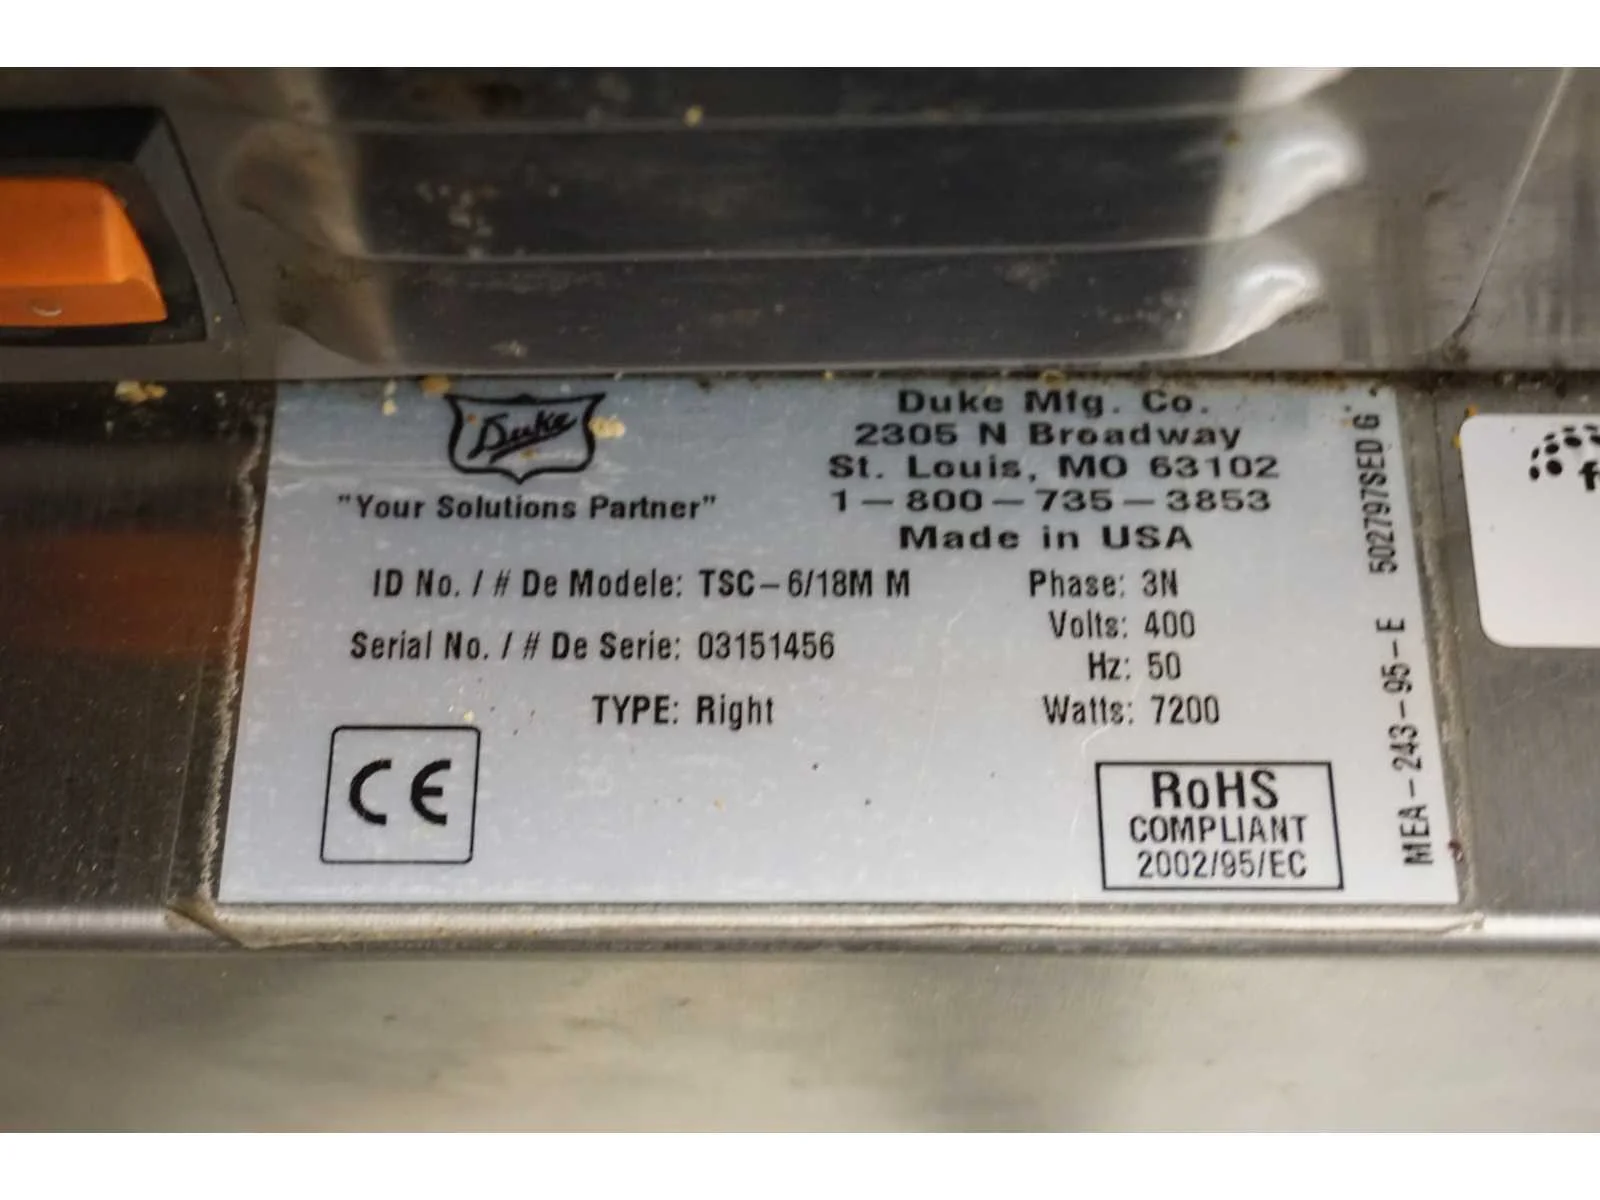 Duke
"Your Solutions Partner"
Duke Mfg. Co.
2305 N Broadway
St. Louis, MO 63102
1-800-735-3853
Made in USA
ID No. / # De Modele: TSC-6/18M M
Serial No. / # De Serie: 03151456
TYPE: Right
Phase: 3N
Volts: 400
Hz: 50
Watts: 7200
CE
RoHS
COMPLIANT
2002/95/EC
MEA-243-95-E 502797SED G